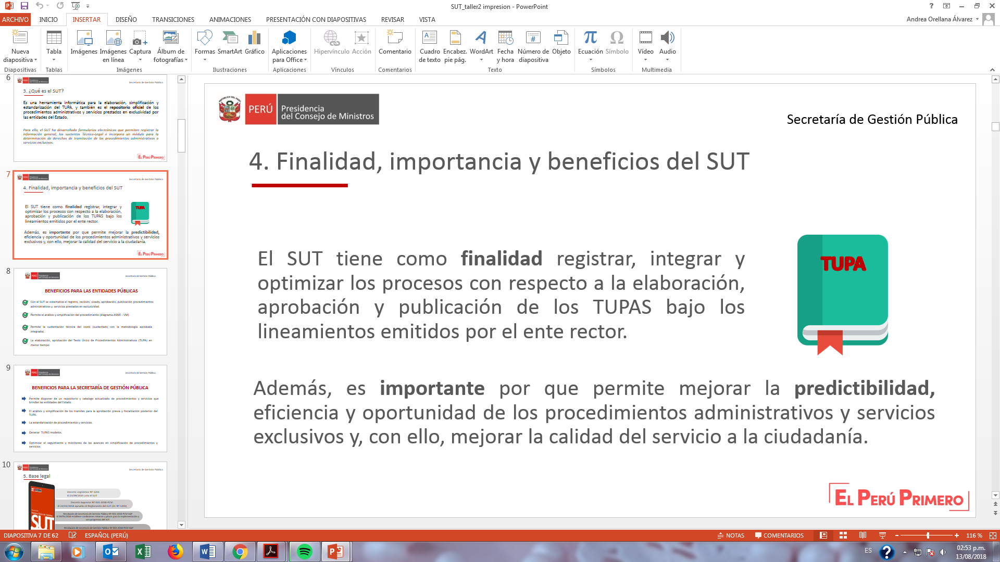 SUT_taller2 impresion - PowerPoint
ARCHIVO INICIO INSERTAR DISEÑO TRANSICIONES ANIMACIONES PRESENTACIÓN CON DIAPOSITIVAS REVISAR VISTA
Andrea Orellana Álvarez
Nueva diapositiva
Tabla
Imágenes
Imágenes en línea
Captura
Álbum de fotografías
Formas
SmartArt
Gráfico
Aplicaciones para Office
Hipervínculo
Acción
Comentario
Cuadro de texto
Encabez. pie pág.
WordArt
Fecha y hora
Número de diapositiva
Objeto
Ecuación
Símbolo
Vídeo
Audio
Diapositivas Tablas Imágenes Ilustraciones Aplicaciones Vínculos Comentarios Texto Símbolos Multimedia
6
Secretaría de Gestión Pública
3. ¿Qué es el SUT?
Es una herramienta informática para la elaboración, simplificación y
estandarización del TUPA, y también es el repositorio oficial de los
procedimientos administrativos y servicios prestados en exclusividad por
las entidades del Estado.
Para ello, el SUT ha desarrollado formularios electrónicos que permiten registrar la
información general, los sustentos Técnico-Legal e incorpora un módulo para la
determinación de derechos de tramitación de los procedimientos administrativos o
servicios exclusivos.
EL PERÚ PRIMERO
7
Secretaría de Gestión Pública
4. Finalidad, importancia y beneficios del SUT
El SUT tiene como finalidad registrar, integrar y
optimizar los procesos con respecto a la elaboración,
aprobación y publicación de los TUPAS bajo los
lineamientos emitidos por el ente rector.
TUPA
Además, es importante por que permite mejorar la predictibilidad,
eficiencia y oportunidad de los procedimientos administrativos y servicios
exclusivos y, con ello, mejorar la calidad del servicio a la ciudadanía.
EL PERÚ PRIMERO
8
Secretaría de Gestión Pública
BENEFICIOS PARA LAS ENTIDADES PÚBLICAS
Con el SUT se sistematiza el registro, revisión, visado, aprobación, publicación procedimientos
administrativos y servicios prestados en exclusividad.
Permite el análisis y simplificación del procedimiento (diagrama ASME - VM).
Permite la sustentación técnica del costo (sustentado con la metodología aprobada
integrada).
La elaboración, aprobación del Texto Único de Procedimientos Administrativos (TUPA) en
menor tiempo.
9
Secretaría de Gestión Pública
BENEFICIOS PARA LA SECRETARÍA DE GESTIÓN PÚBLICA
Permite disponer de un repositorio y catalogo actualizado de procedimientos y servicios que
brindan las entidades del Estado.
El análisis y simplificación de los tramites para la aprobación previa y fiscalización posterior del
TUPA.
La estandarización de procedimientos y servicios.
Generar TUPAS modelos.
Optimizar el seguimiento y monitoreo de los avances en simplificación de procedimientos y
servicios.
10
Secretaría de Gestión Pública
5. Base legal
Decreto Legislativo Nº 1203
El 23/09/2015 creó el SUT
Decreto Supremo Nº 031-2018-PCM
El 23/03/2018 aprueba el Reglamento del SUT (DL Nº 1203)
Resolución de Secretaría de Gestión Pública Nº 001-2018-PCM-SGP
Resolución de Secretaría de Gestión Pública Nº 002-2018-PCM-SGP
SUT
REPÚBLICA DEL PERÚ
PERÚ
Presidencia
del Consejo de Ministros
Secretaría de Gestión Pública
4. Finalidad, importancia y beneficios del SUT
El SUT tiene como finalidad registrar, integrar y
optimizar los procesos con respecto a la elaboración,
aprobación y publicación de los TUPAS bajo los
lineamientos emitidos por el ente rector.
TUPA
Además, es importante por que permite mejorar la predictibilidad,
eficiencia y oportunidad de los procedimientos administrativos y servicios
exclusivos y, con ello, mejorar la calidad del servicio a la ciudadanía.
EL PERÚ PRIMERO
DIAPOSITIVA 7 DE 62 ESPAÑOL (PERÚ) NOTAS COMENTARIOS 116 %
ES
02:53 p.m.
13/08/2018